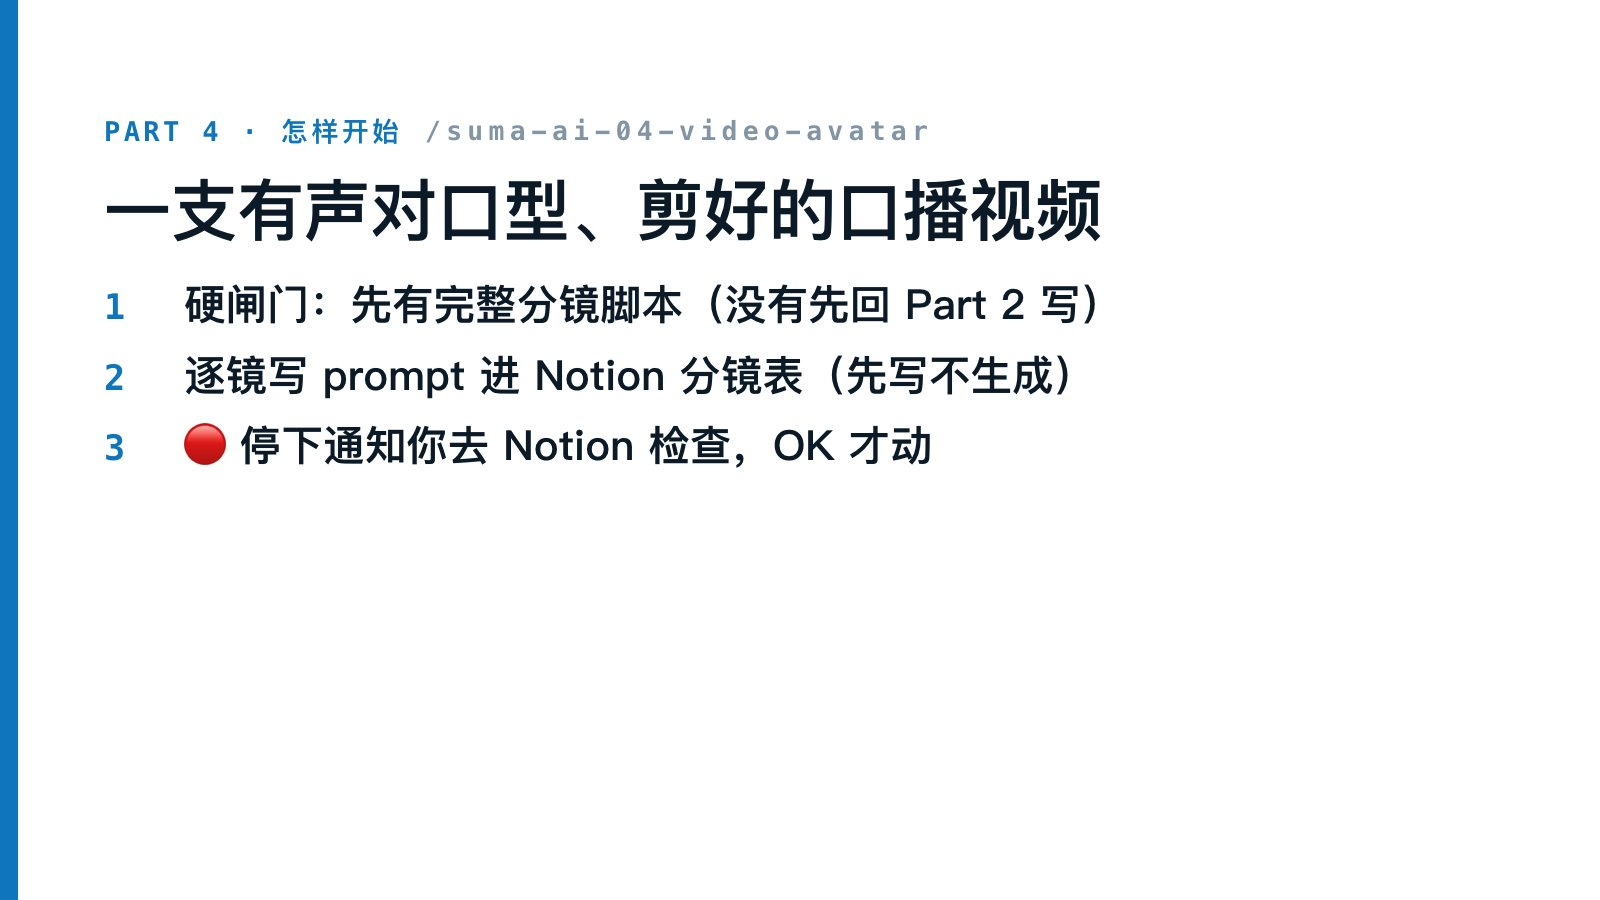 PART 4 · 怎样开始 /suma-ai-04-video-avatar
一支有声对口型、剪好的口播视频
1 硬闸门：先有完整分镜脚本（没有先回 Part 2 写）
2 逐镜写 prompt 进 Notion 分镜表（先写不生成）
3 🔴 停下通知你去 Notion 检查，OK 才动